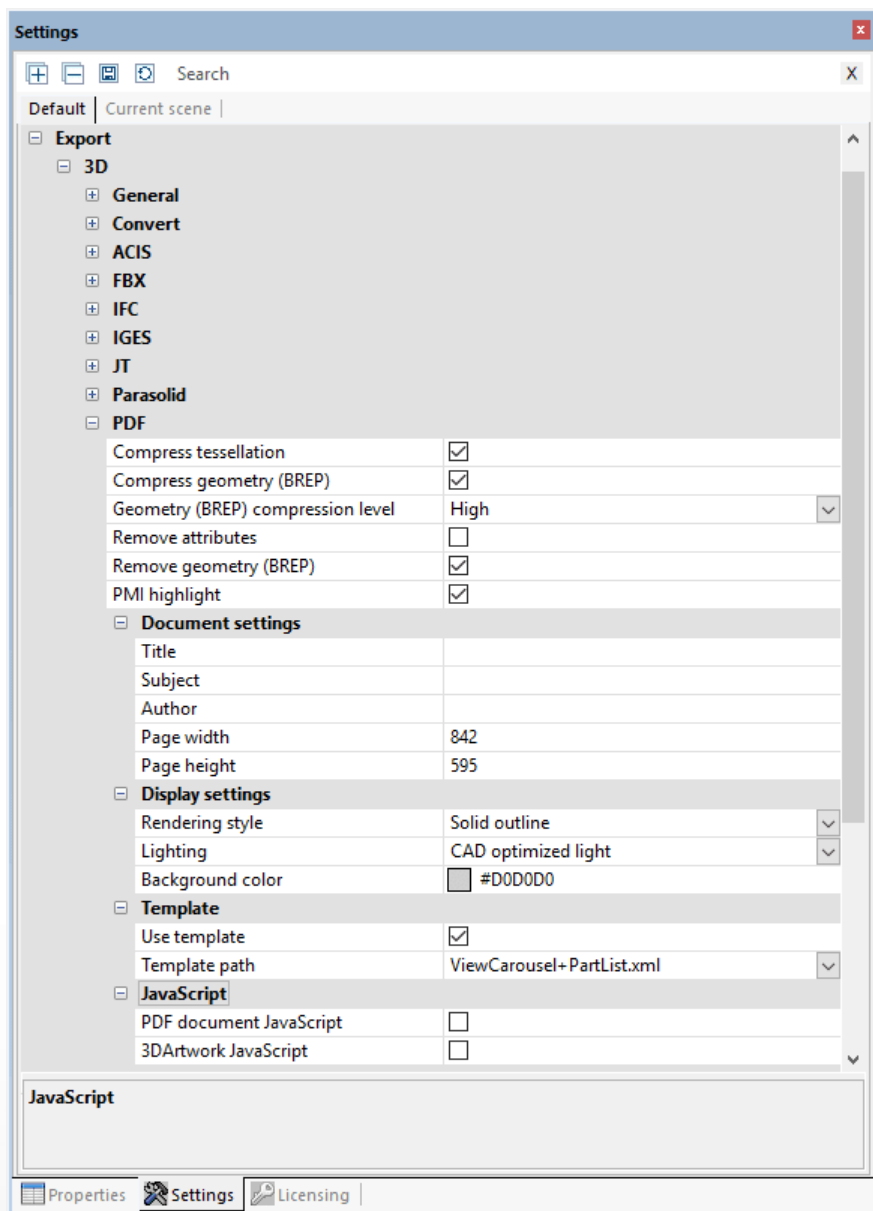 Settings
Search X
Default Current scene
Export
3D
General
Convert
ACIS
FBX
IFC
IGES
JT
Parasolid
PDF
Compress tessellation
Compress geometry (BREP)
Geometry (BREP) compression level High
Remove attributes
Remove geometry (BREP)
PMI highlight
Document settings
Title
Subject
Author
Page width 842
Page height 595
Display settings
Rendering style Solid outline
Lighting CAD optimized light
Background color #D0D0D0
Template
Use template
Template path ViewCarousel+PartList.xml
JavaScript
PDF document JavaScript
3DArtwork JavaScript
JavaScript
Properties Settings Licensing